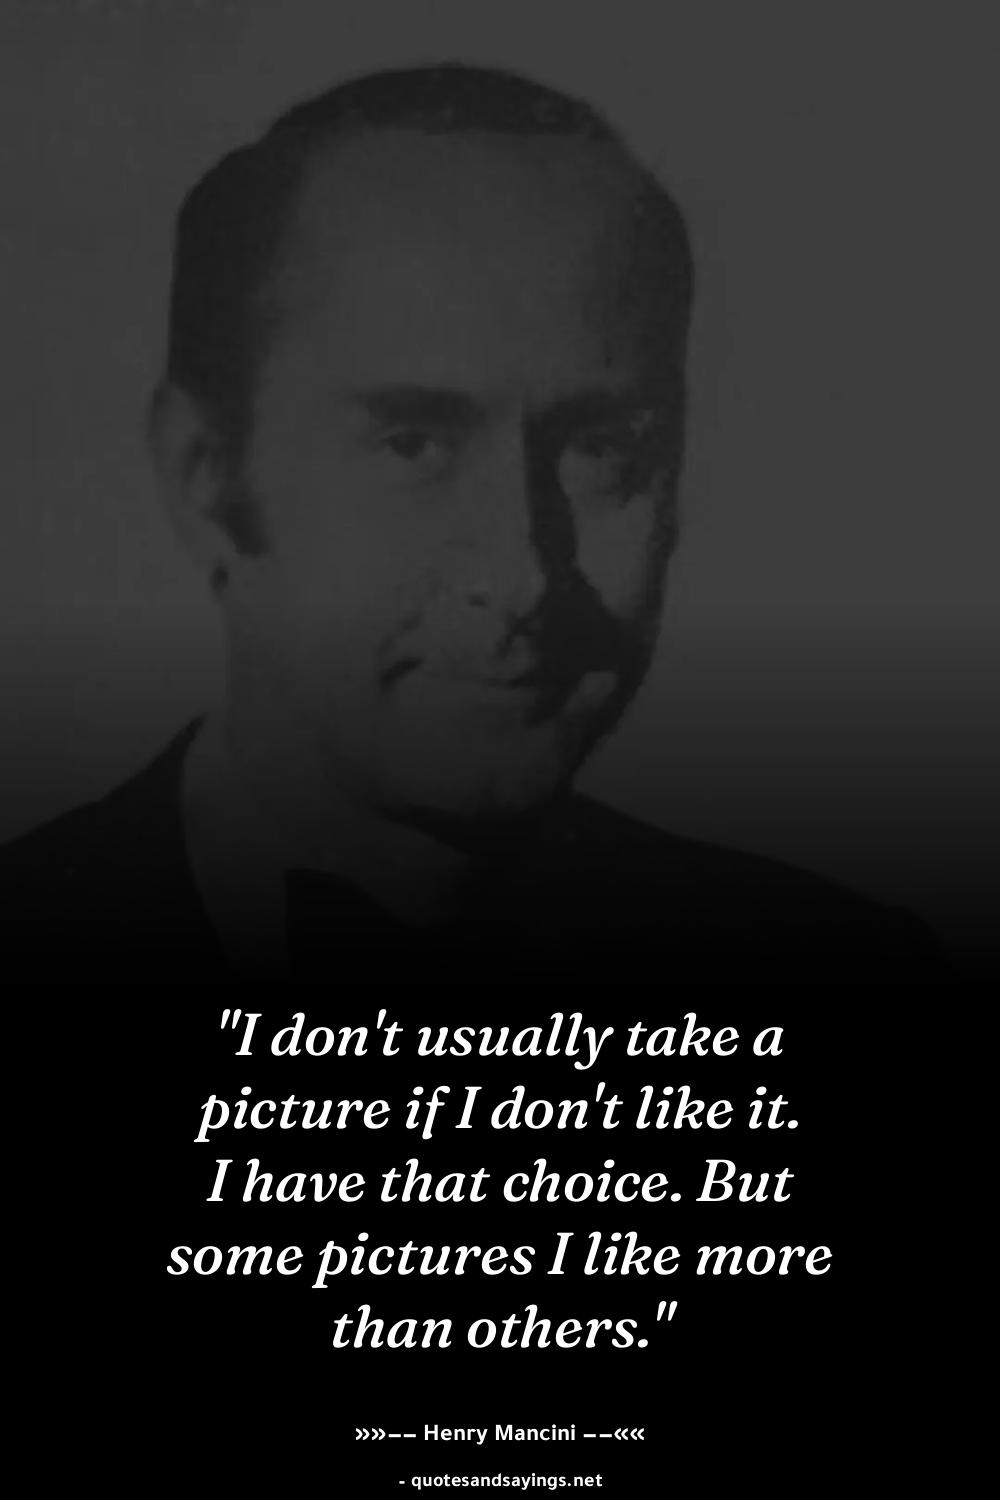 "I don't usually take a
picture if I don't like it.
I have that choice. But
some pictures I like more
than others."
»»–– Henry Mancini ––««
- quotesandsayings.net